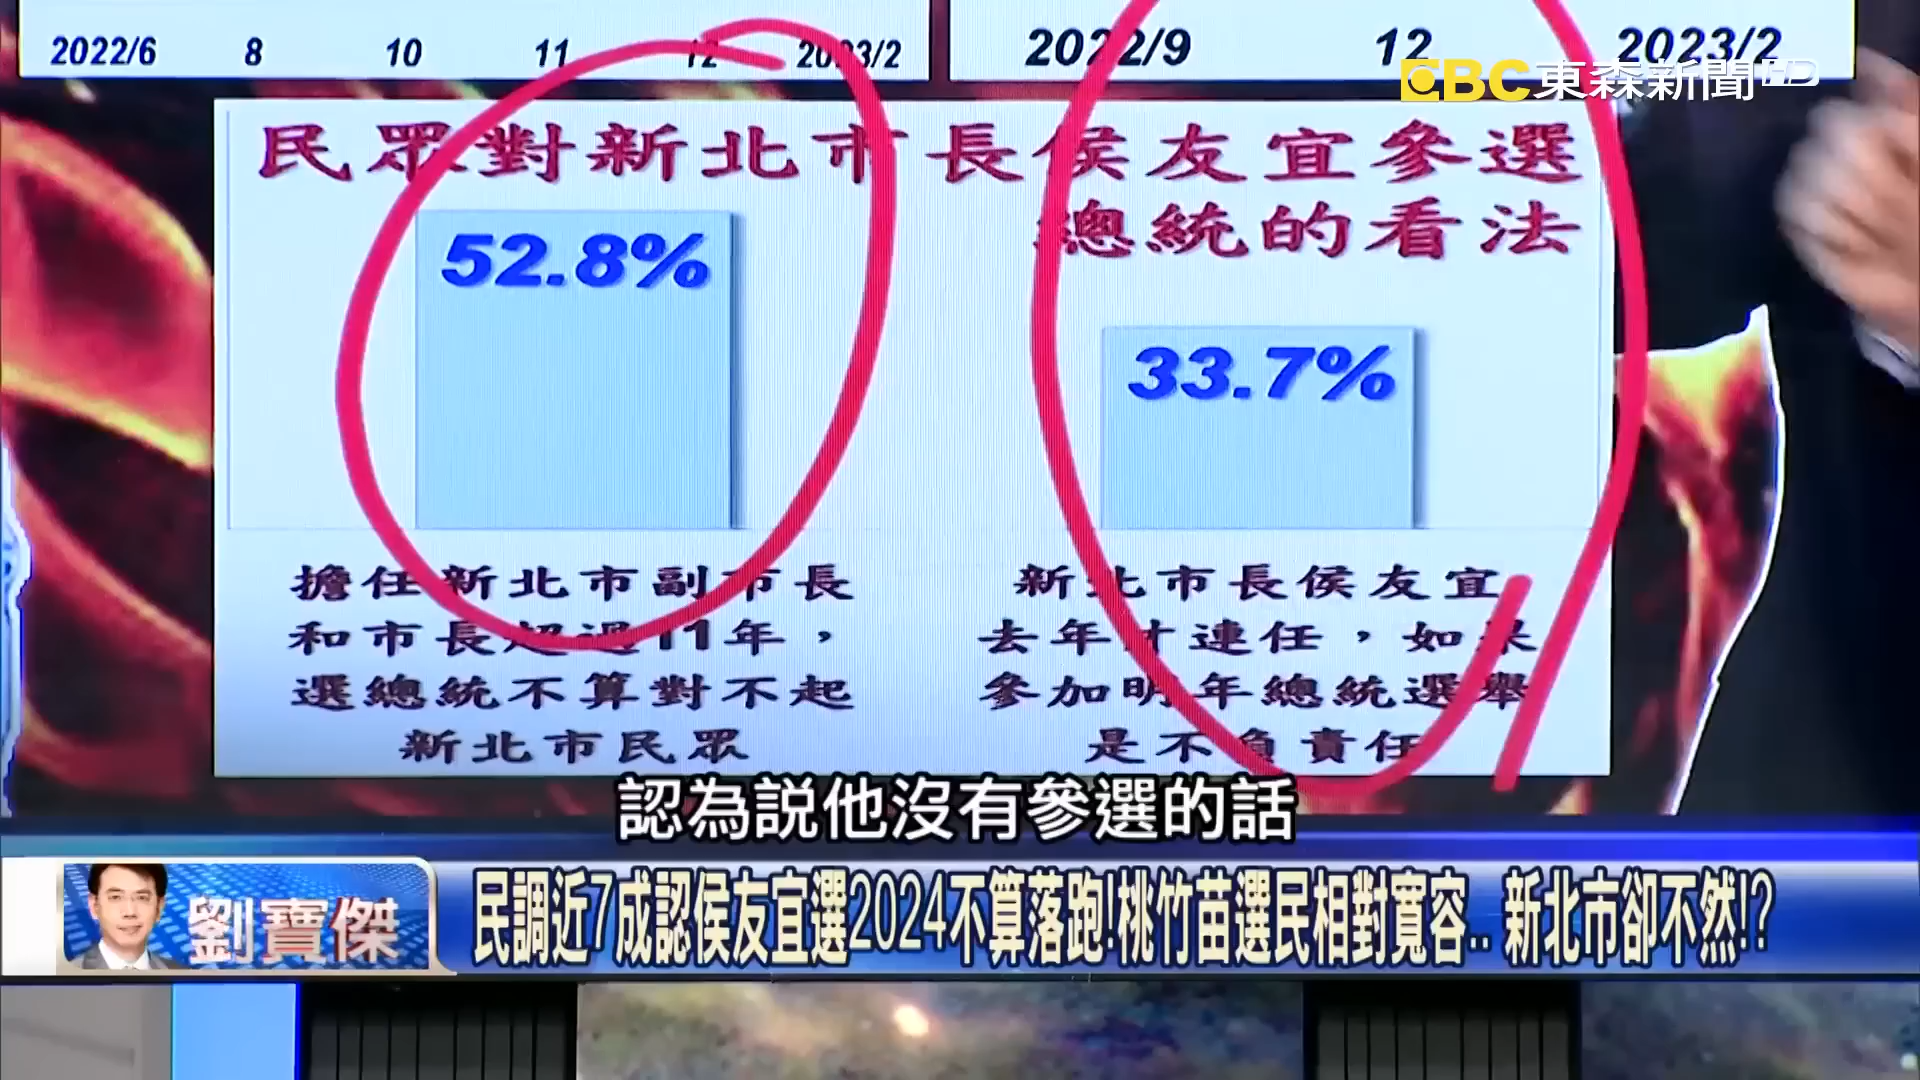 2022/6 8 10 11 12 2023/2
2022/9 12 2023/2
EBC 東森新聞 HD
民眾對新北市長侯友宜參選
總統的看法
52.8%
33.7%
擔任新北市副市長
和市長超過11年，
選總統不算對不起
新北市民眾
新北市長侯友宜
去年才連任，如果
參加明年總統選舉
是不負責任
認為説他沒有參選的話
劉寶傑
民調近7成認侯友宜選2024不算落跑!桃竹苗選民相對寬容.. 新北市卻不然!?